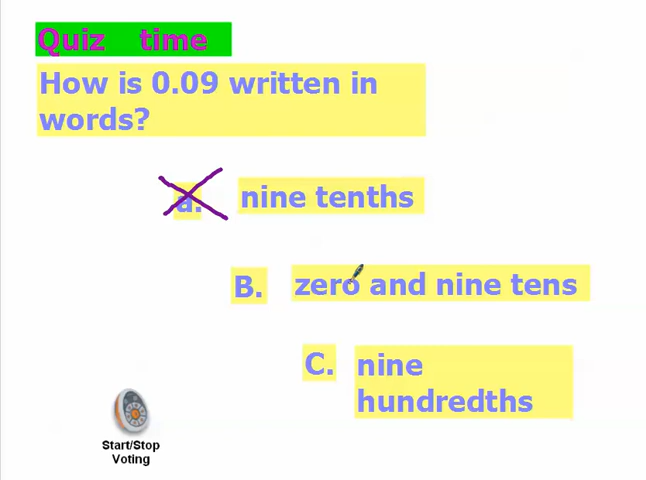 Quiz time
How is 0.09 written in
words?
a. nine tenths
B. zero and nine tens
C. nine
hundredths
Start/Stop
Voting